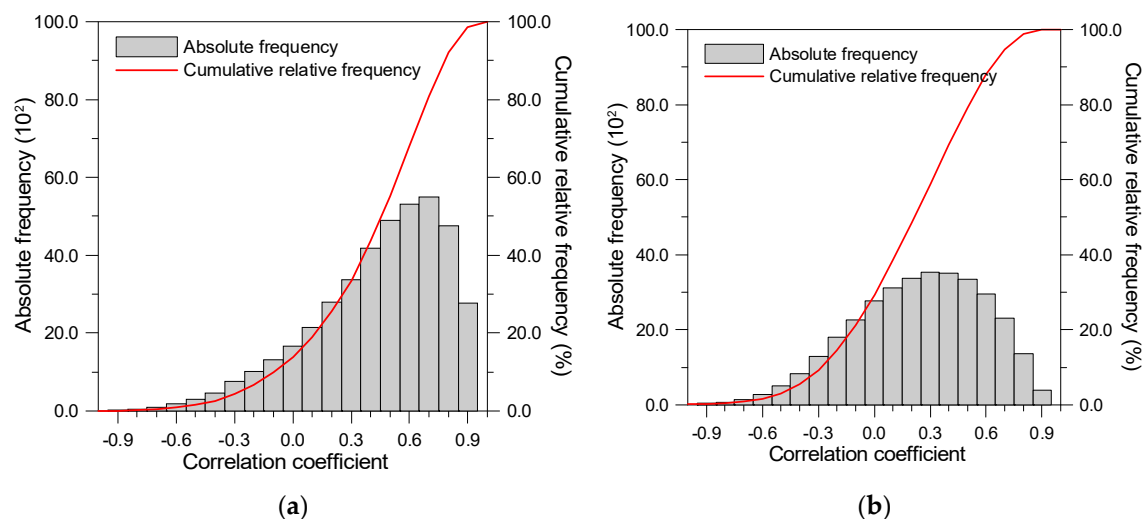 100.0
80.0
60.0
40.0
20.0
0.0
Absolute frequency (10²)
Absolute frequency
Cumulative relative frequency
100.0
80.0
60.0
40.0
20.0
0.0
Cumulative relative
frequency (%)
-0.9 -0.6 -0.3 0.0 0.3 0.6 0.9
Correlation coefficient
(a)
100.0
80.0
60.0
40.0
20.0
0.0
Absolute frequency (10²)
Absolute frequency
Cumulative relative frequency
100.0
80.0
60.0
40.0
20.0
0.0
Cumulative relative
frequency (%)
-0.9 -0.6 -0.3 0.0 0.3 0.6 0.9
Correlation coefficient
(b)